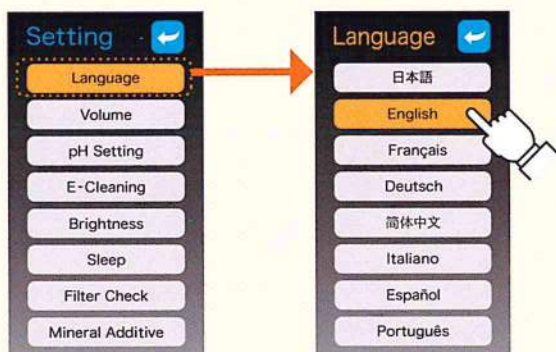 Setting
Language
Volume
pH Setting
E-Cleaning
Brightness
Sleep
Filter Check
Mineral Additive
Language
日本語
English
Français
Deutsch
简体中文
Italiano
Español
Português